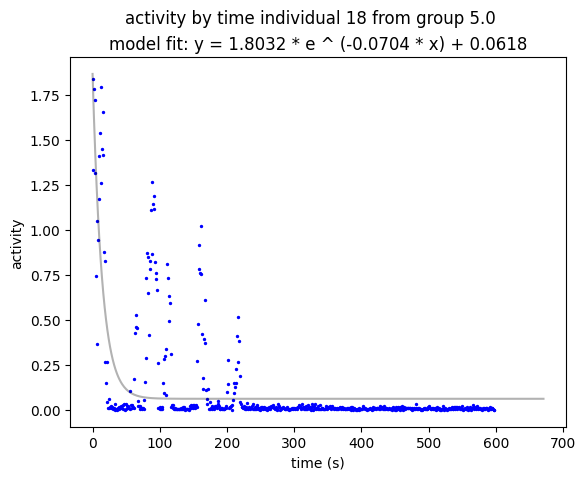 activity by time individual 18 from group 5.0
model fit: y = 1.8032 * e ^ (-0.0704 * x) + 0.0618
1.75
1.50
1.25
1.00
0.75
0.50
0.25
0.00
activity
0 100 200 300 400 500 600 700
time (s)